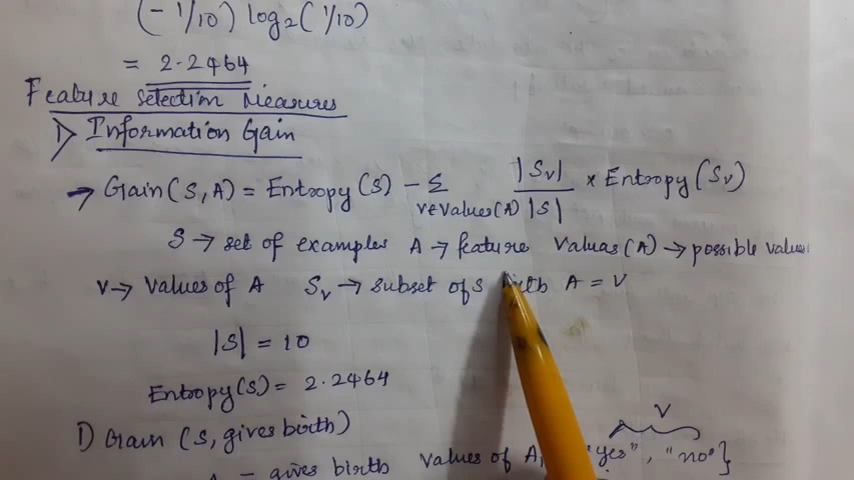 (-1/10) log₂(1/10)
= 2.2464
Feature Selection Measures
1) Information Gain
→ Gain(S,A) = Entropy(S) - Σ v∈Values(A) |Sv|/|S| × Entropy(Sv)
S → set of examples A → feature Values(A) → possible values
V → values of A Sv → subset of S with A = V
|S| = 10
Entropy(S) = 2.2464
V
1) Gain (S, gives birth)
A - gives birth values of A, "yes", "no"}